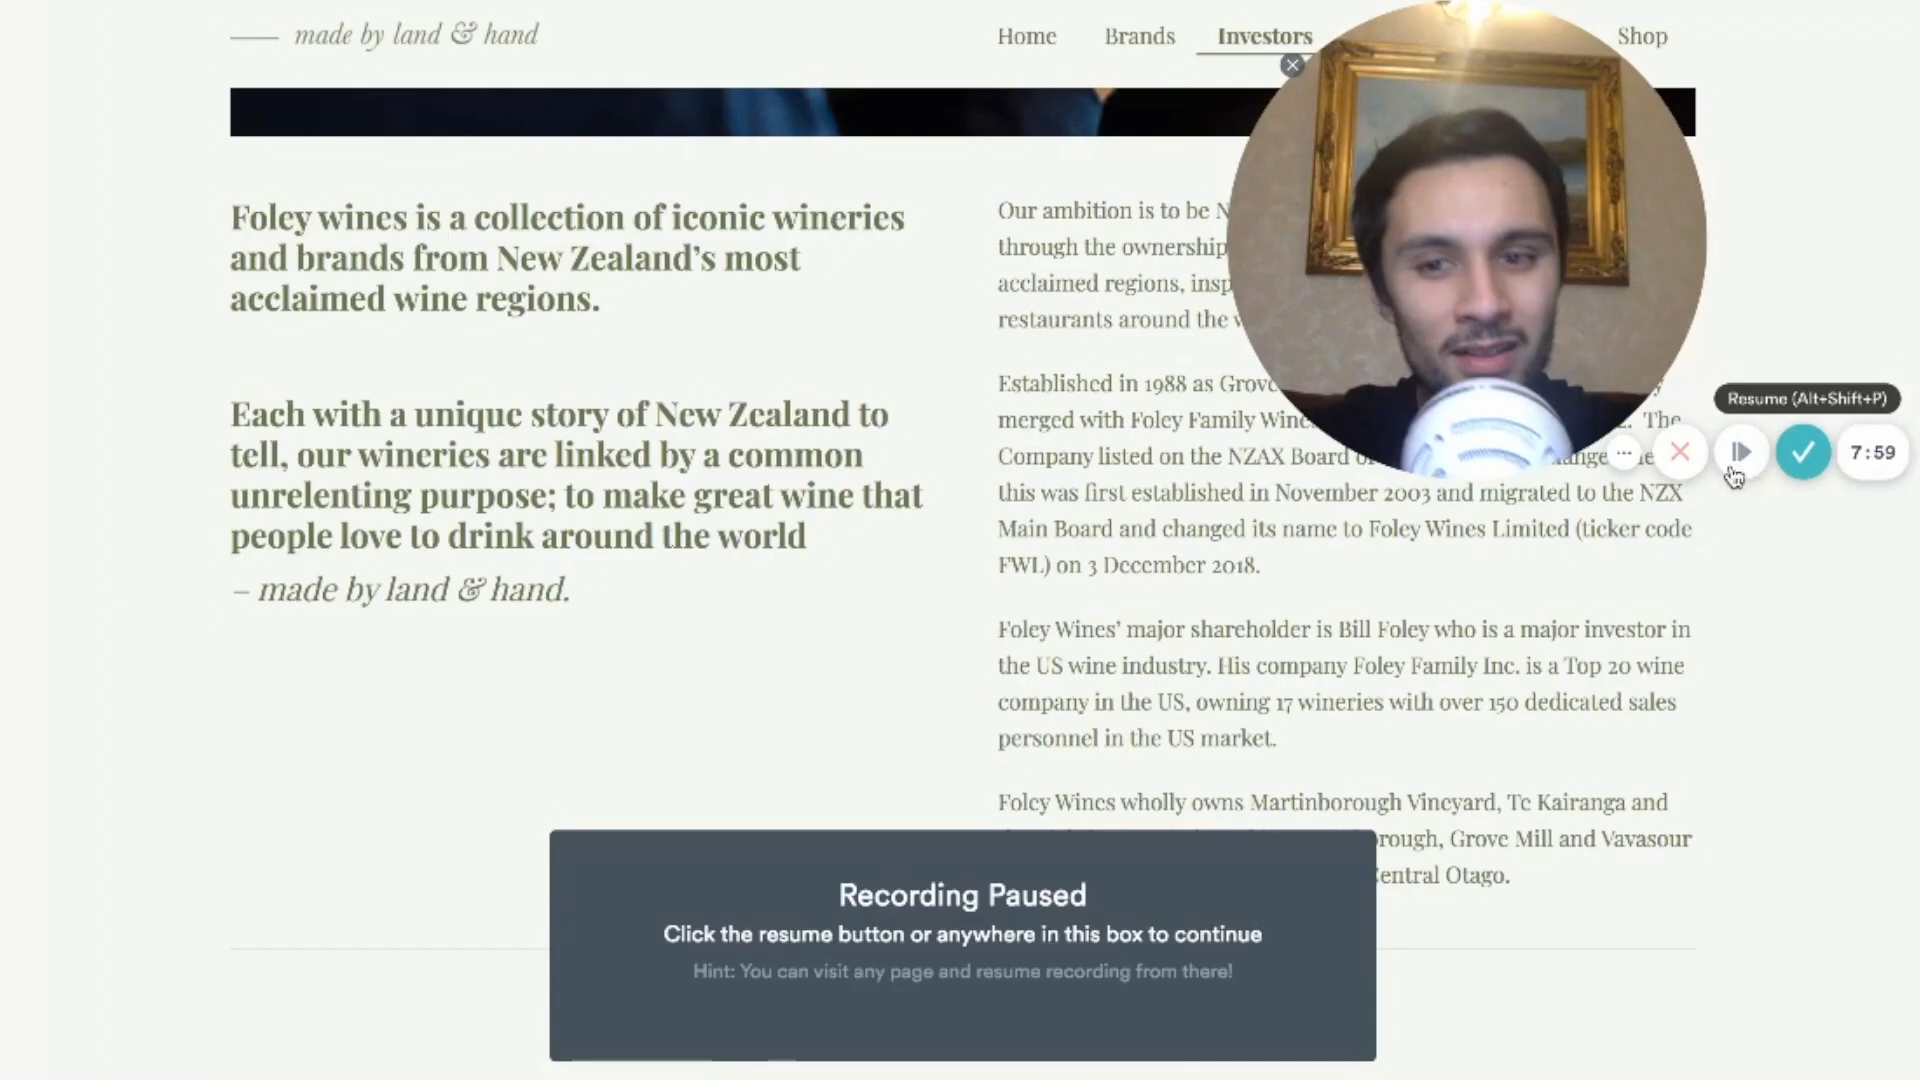 made by land & hand
Home Brands Investors Shop
Foley wines is a collection of iconic wineries
and brands from New Zealand's most
acclaimed wine regions.
Each with a unique story of New Zealand to
tell, our wineries are linked by a common
unrelenting purpose; to make great wine that
people love to drink around the world
– made by land & hand.
Our ambition is to be
through the ownership
acclaimed regions,
restaurants around the
Established in 1988 as
merged with Foley Family The
Company listed on the NZAX Board
this was first established in November 2003 and migrated to the NZX
Main Board and changed its name to Foley Wines Limited (ticker code
FWL) on 3 December 2018.
Foley Wines' major shareholder is Bill Foley who is a major investor in
the US wine industry. His company Foley Family Inc. is a Top 20 wine
company in the US, owning 17 wineries with over 150 dedicated sales
personnel in the US market.
Foley Wines wholly owns Martinborough Vineyard, Te Kairanga and
Grove Mill and Vavasour
Central Otago.
Resume (Alt+Shift+P)
7:59
Recording Paused
Click the resume button or anywhere in this box to continue
Hint: You can visit any page and resume recording from there!